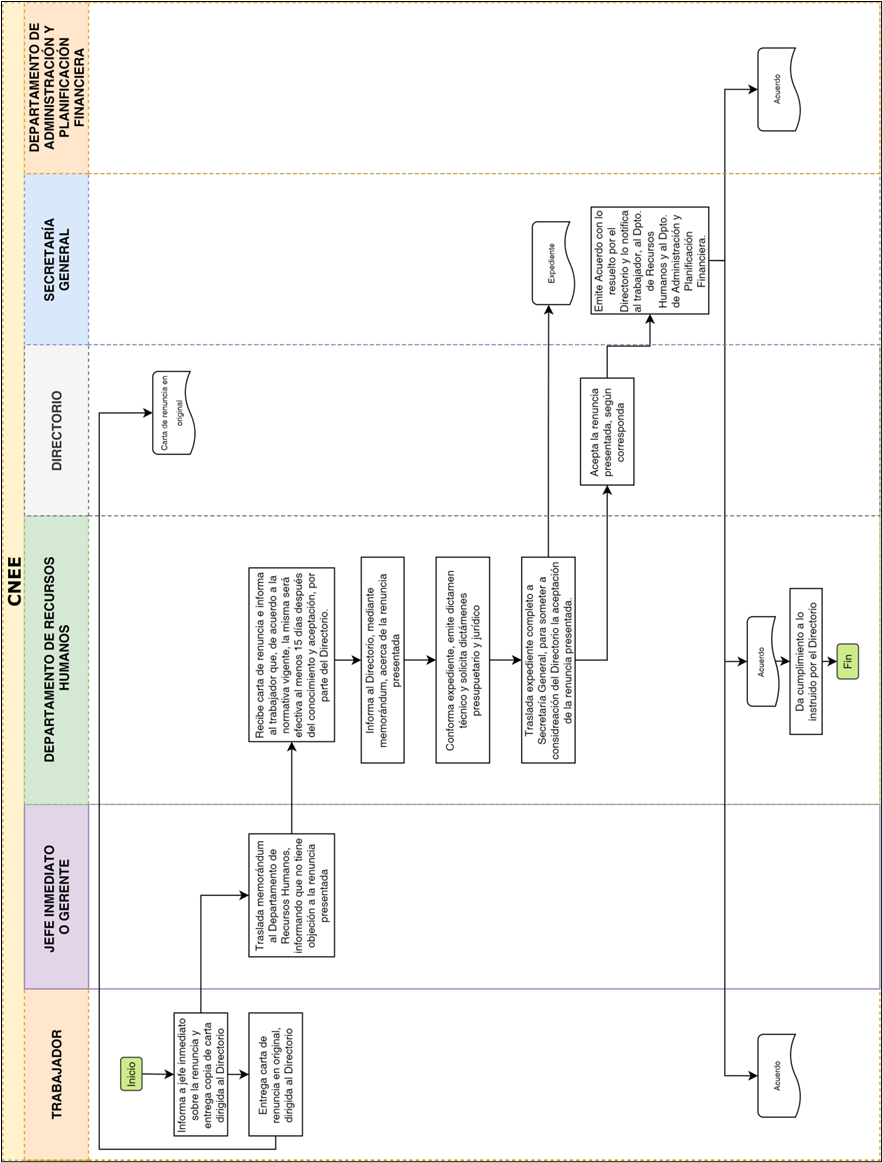 CNEE
TRABAJADOR
JEFE INMEDIATO
O GERENTE
DEPARTAMENTO DE RECURSOS
HUMANOS
DIRECTORIO
SECRETARÍA
GENERAL
DEPARTAMENTO DE
ADMINISTRACIÓN Y
PLANIFICACIÓN
FINANCIERA
Inicio
Informa a jefe inmediato
sobre la renuncia y
entrega copia de carta
dirigida al Directorio
Entrega carta de
renuncia en original,
dirigida al Directorio
Carta de renuncia en
original
Traslada memorándum
al Departamento de
Recursos Humanos,
informando que no tiene
objeción a la renuncia
presentada
Recibe carta de renuncia e informa
al trabajador que, de acuerdo a la
normativa vigente, la misma será
efectiva al menos 15 días después
del conocimiento y aceptación, por
parte del Directorio.
Informa al Directorio, mediante
memorándum, acerca de la renuncia
presentada
Conforma expediente, emite dictamen
técnico y solicita dictámenes
presupuetario y jurídico
Traslada expediente completo a
Secretaría General, para someter a
considreación del Directorio la aceptación
de la renuncia presentada.
Expediente
Acepta la renuncia
presentada, según
corresponda
Emite Acuerdo con lo
resuelto por el
Directorio y lo notifica
al trabajador, al Dpto.
de Recursos
Humanos y al Dpto.
de Administración y
Planificación
Financiera.
Acuerdo
Acuerdo
Acuerdo
Da cumplimiento a lo
instruido por el Directorio
Fin